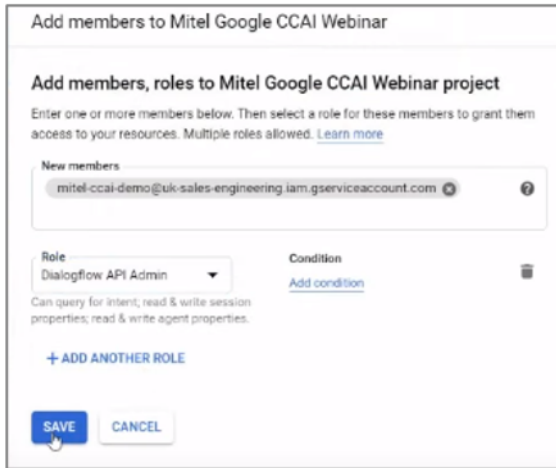 Add members to Mitel Google CCAI Webinar
Add members, roles to Mitel Google CCAI Webinar project
Enter one or more members below. Then select a role for these members to grant them
access to your resources. Multiple roles allowed. Learn more
New members
mitel-ccai-demo@uk-sales-engineering.iam.gserviceaccount.com
Role
Dialogflow API Admin
Condition
Add condition
Can query for intent; read & write session
properties; read & write agent properties.
+ ADD ANOTHER ROLE
SAVE
CANCEL